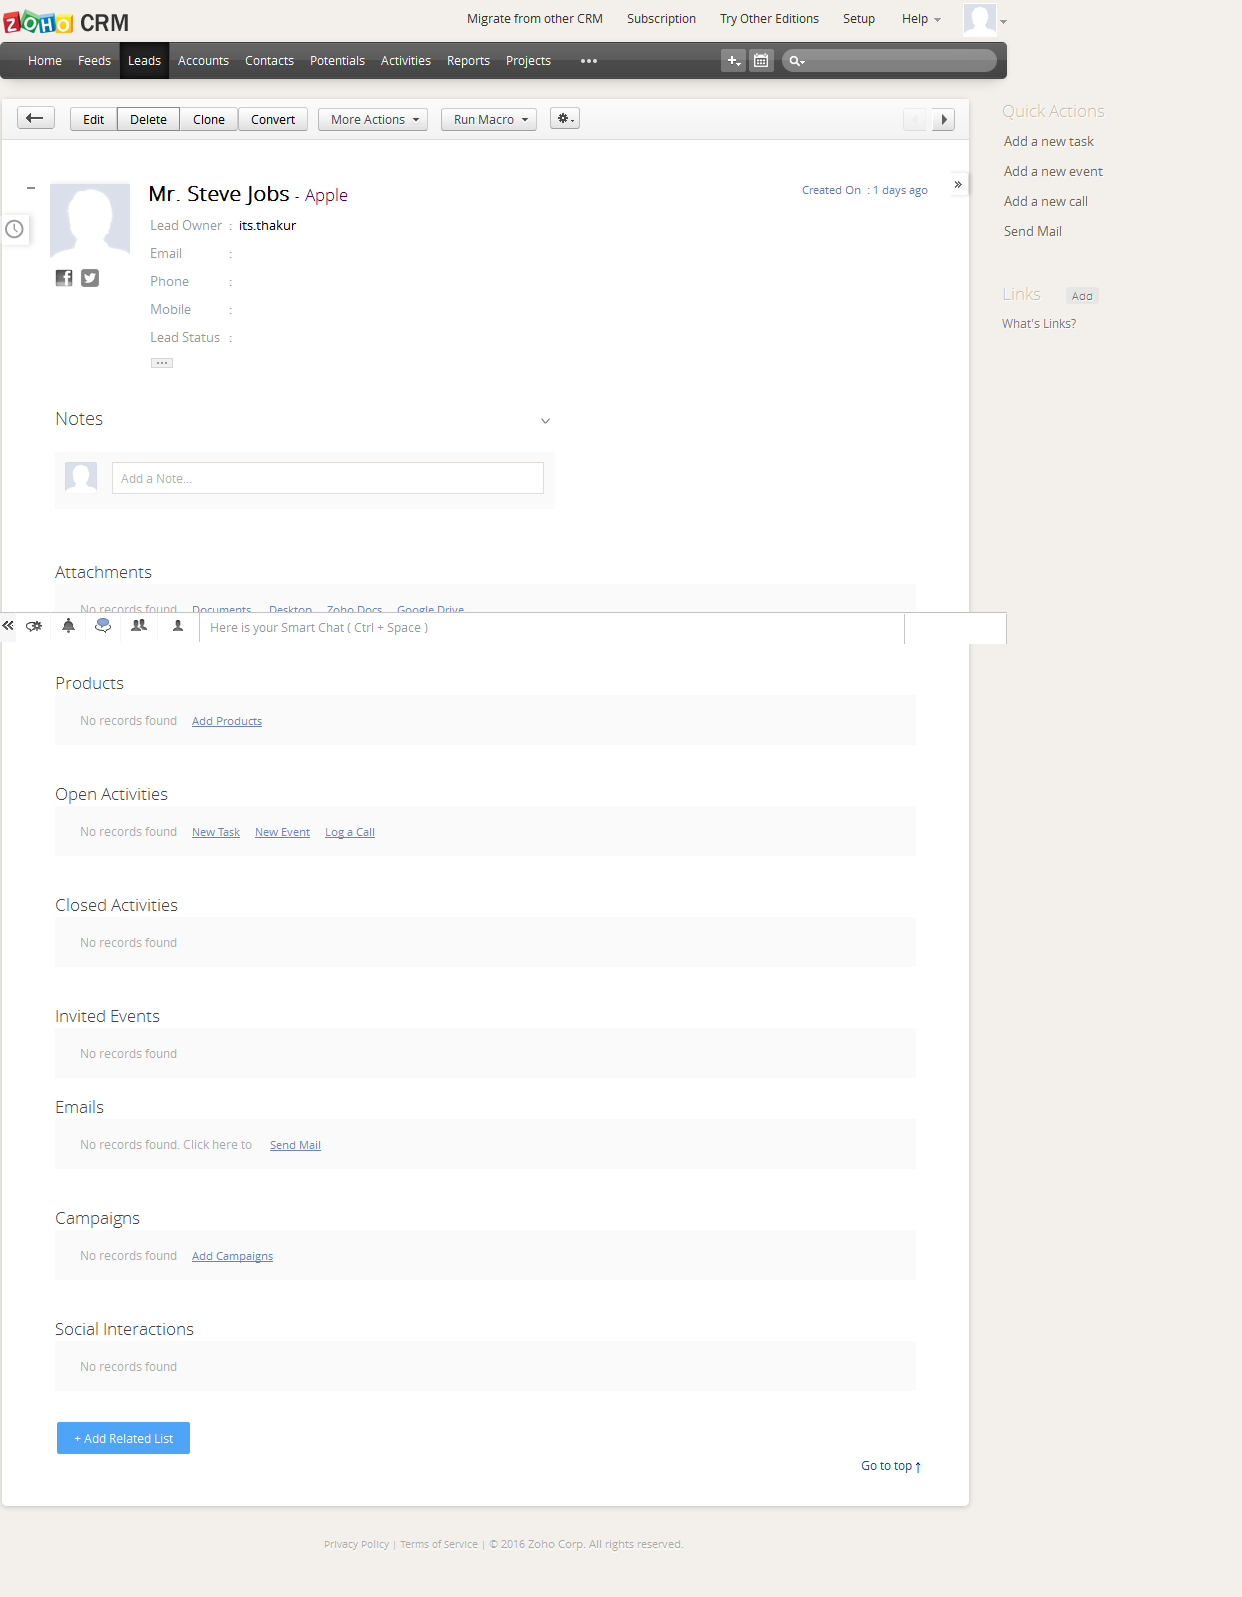 ZOHO CRM
Migrate from other CRM Subscription Try Other Editions Setup Help
Home Feeds Leads Accounts Contacts Potentials Activities Reports Projects
Edit Delete Clone Convert More Actions Run Macro
Quick Actions
Add a new task
Add a new event
Add a new call
Send Mail
Links Add
What's Links?
Mr. Steve Jobs - Apple
Created On : 1 days ago
Lead Owner : its.thakur
Email :
Phone :
Mobile :
Lead Status :
Notes
Add a Note...
Attachments
No records found Documents Desktop Zoho Docs Google Drive
Here is your Smart Chat ( Ctrl + Space )
Products
No records found Add Products
Open Activities
No records found New Task New Event Log a Call
Closed Activities
No records found
Invited Events
No records found
Emails
No records found. Click here to Send Mail
Campaigns
No records found Add Campaigns
Social Interactions
No records found
+ Add Related List
Go to top ↑
Privacy Policy | Terms of Service | © 2016 Zoho Corp. All rights reserved.